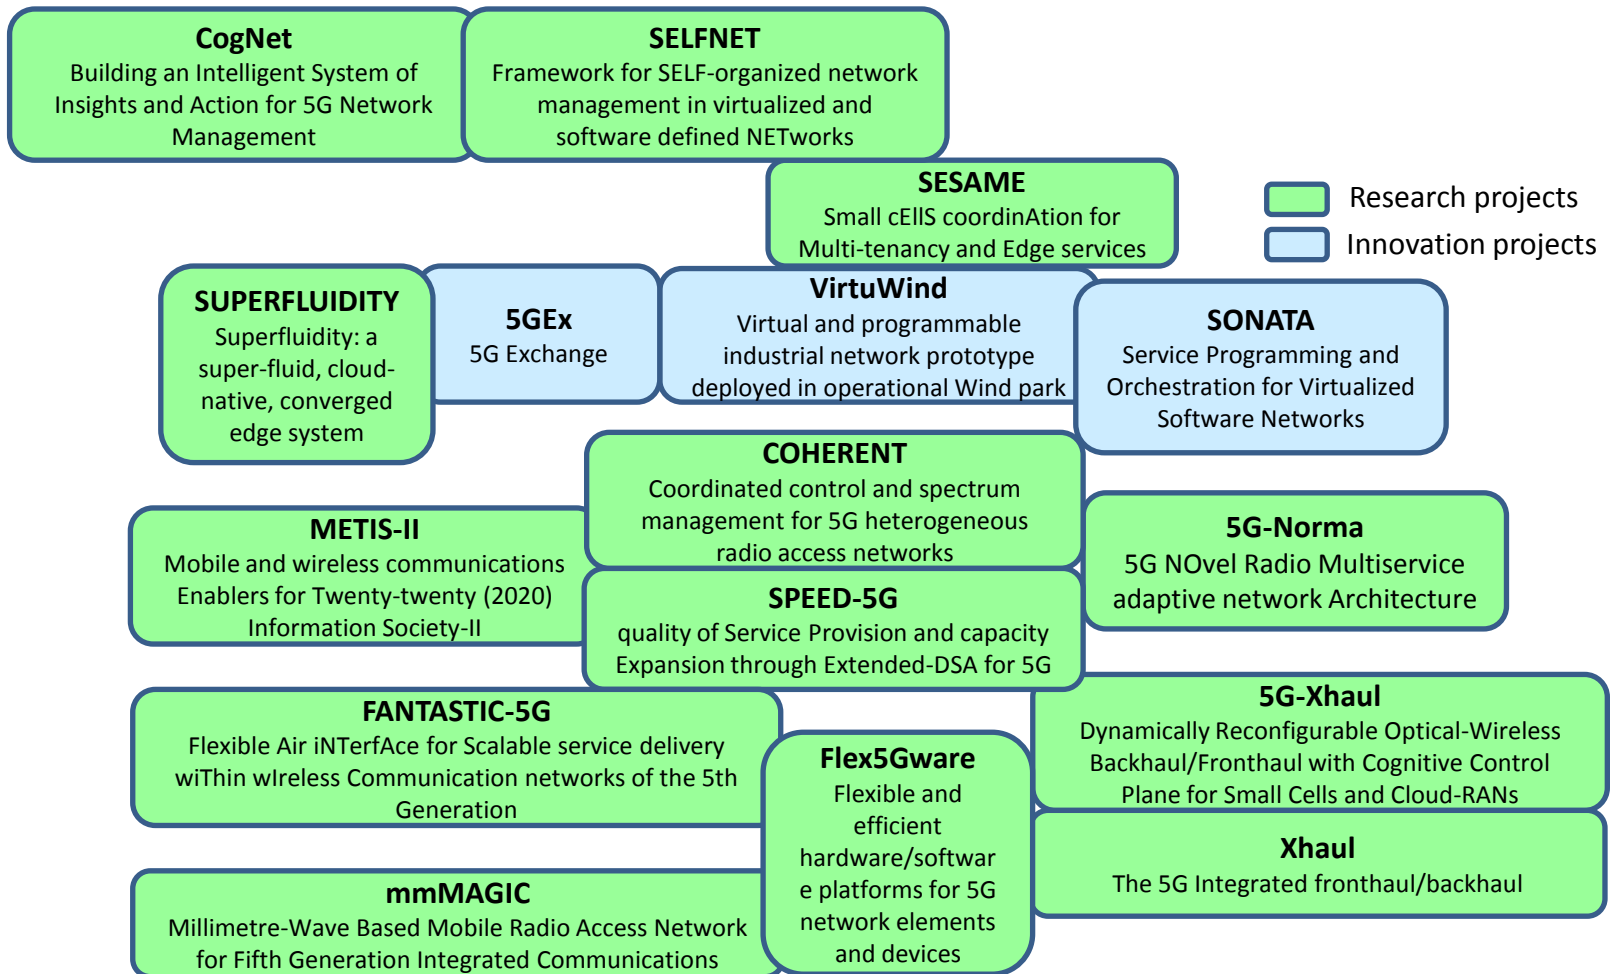 CogNet
Building an Intelligent System of
Insights and Action for 5G Network
Management
SELFNET
Framework for SELF-organized network
management in virtualized and
software defined NETworks
SESAME
Small cEllS coordinAtion for
Multi-tenancy and Edge services
Research projects
Innovation projects
SUPERFLUIDITY
Superfluidity: a
super-fluid, cloud-
native, converged
edge system
5GEx
5G Exchange
VirtuWind
Virtual and programmable
industrial network prototype
deployed in operational Wind park
SONATA
Service Programming and
Orchestration for Virtualized
Software Networks
COHERENT
Coordinated control and spectrum
management for 5G heterogeneous
radio access networks
METIS-II
Mobile and wireless communications
Enablers for Twenty-twenty (2020)
Information Society-II
5G-Norma
5G NOvel Radio Multiservice
adaptive network Architecture
SPEED-5G
quality of Service Provision and capacity
Expansion through Extended-DSA for 5G
FANTASTIC-5G
Flexible Air iNTerfAce for Scalable service delivery
wiThin wIreless Communication networks of the 5th
Generation
Flex5Gware
Flexible and
efficient
hardware/softwar
e platforms for 5G
network elements
and devices
5G-Xhaul
Dynamically Reconfigurable Optical-Wireless
Backhaul/Fronthaul with Cognitive Control
Plane for Small Cells and Cloud-RANs
Xhaul
The 5G Integrated fronthaul/backhaul
mmMAGIC
Millimetre-Wave Based Mobile Radio Access Network
for Fifth Generation Integrated Communications